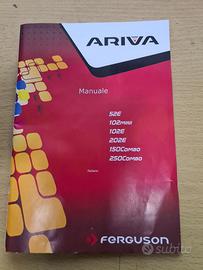 ARIVA
Manuale
52E
102mini
102E
202E
150Combo
250Combo
Italiano
FERGUSON
subito